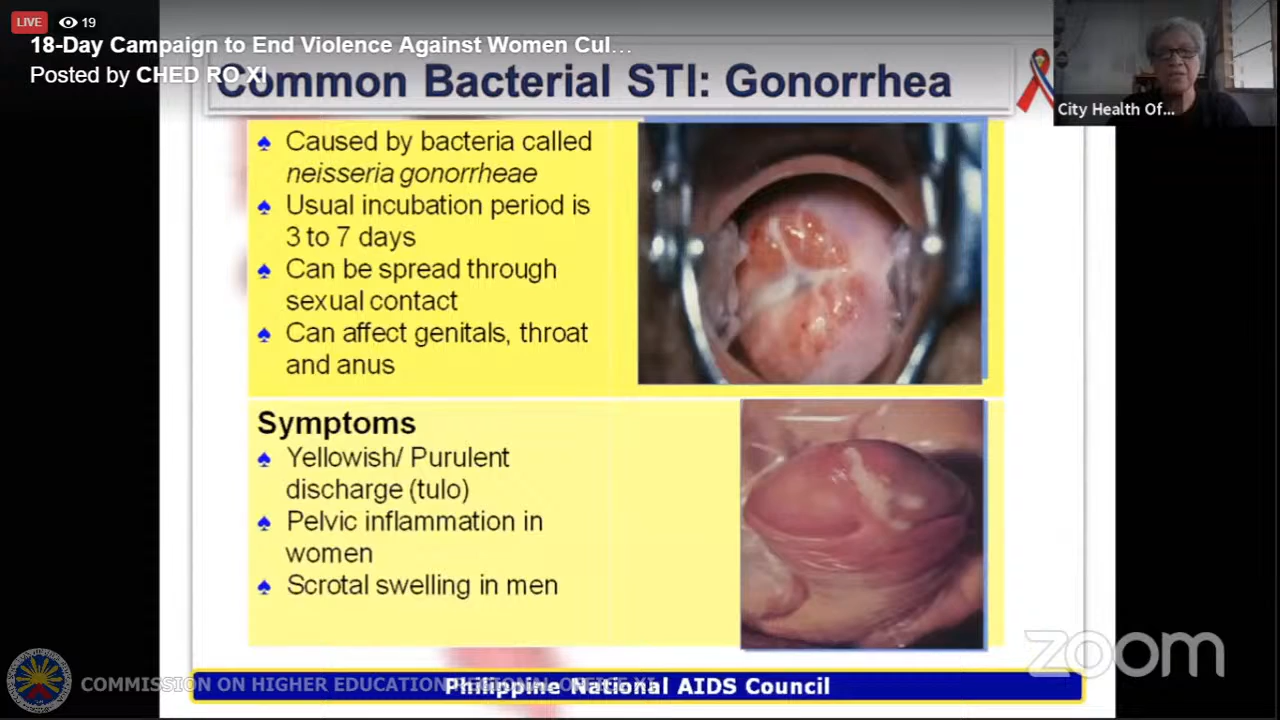 LIVE 19
18-Day Campaign to End Violence Against Women Cul...
Posted by CHED RO XI
City Health Of...
Common Bacterial STI: Gonorrhea
Caused by bacteria called
neisseria gonorrheae
Usual incubation period is
3 to 7 days
Can be spread through
sexual contact
Can affect genitals, throat
and anus
Symptoms
Yellowish/ Purulent
discharge (tulo)
Pelvic inflammation in
women
Scrotal swelling in men
zoom
COMMISSION ON HIGHER EDUCATION REGIONAL OFFICE XI
Philippine National AIDS Council